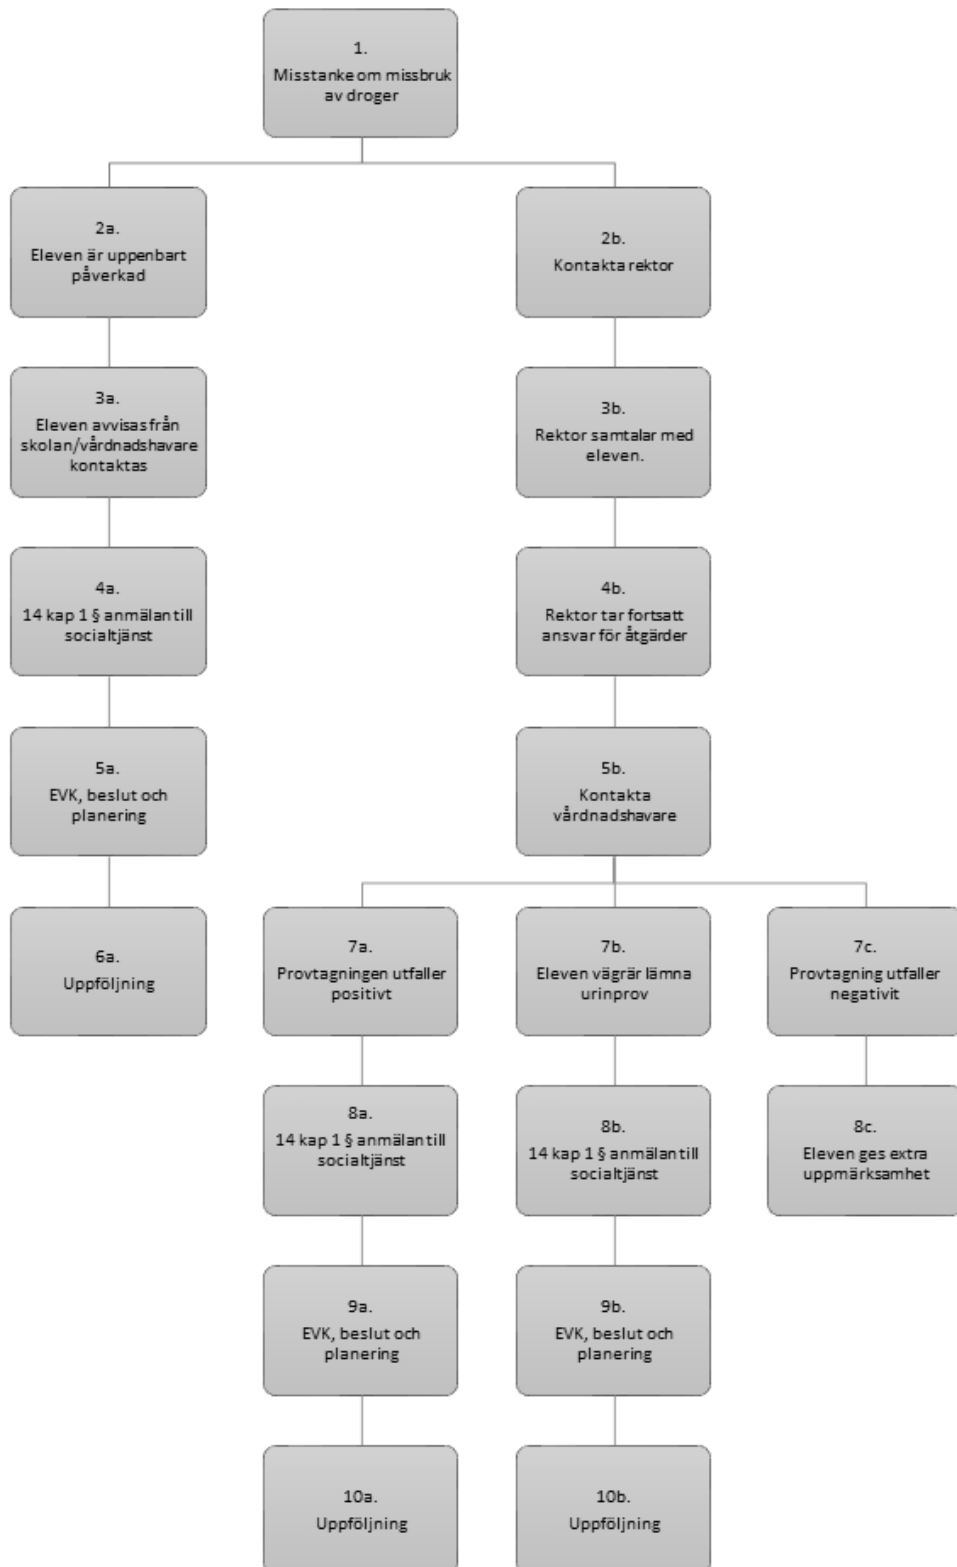 1.
Misstanke om missbruk
av droger
2a.
Eleven är uppenbart
påverkad
2b.
Kontakta rektor
3a.
Eleven avvisas från
skolan/vårdnadshavare
kontaktas
3b.
Rektor samtalar med
eleven.
4a.
14 kap 1 § anmälan till
socialtjänst
4b.
Rektor tar fortsatt
ansvar för åtgärder
5a.
EVK, beslut och
planering
5b.
Kontakta
vårdnadshavare
6a.
Uppföljning
7a.
Provtagningen utfaller
positivt
7b.
Eleven vägrär lämna
urinprov
7c.
Provtagning utfaller
negativit
8a.
14 kap 1 § anmälan till
socialtjänst
8b.
14 kap 1 § anmälan till
socialtjänst
8c.
Eleven ges extra
uppmärksamhet
9a.
EVK, beslut och
planering
9b.
EVK, beslut och
planering
10a.
Uppföljning
10b.
Uppföljning